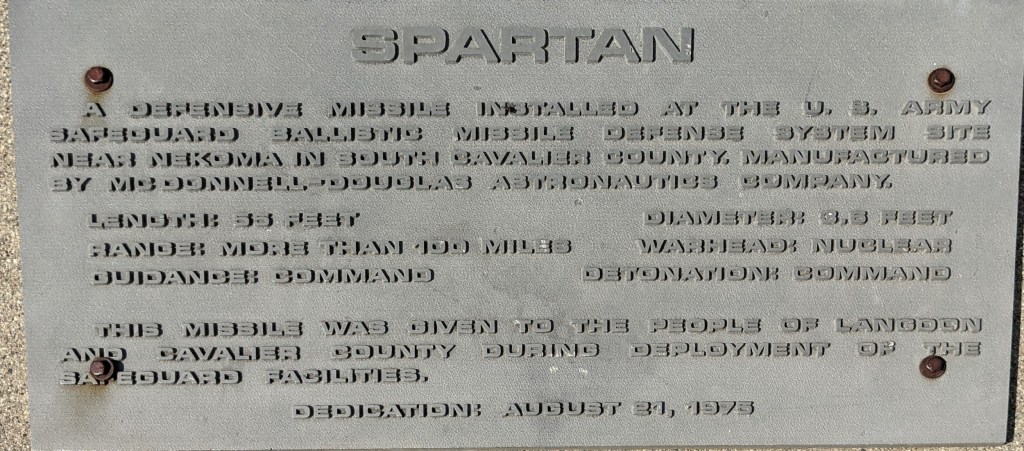 SPARTAN
A DEFENSIVE MISSILE INSTALLED AT THE U. S. ARMY
SAFEGUARD BALLISTIC MISSILE DEFENSE SYSTEM SITE
NEAR NEKOMA IN SOUTH CAVALIER COUNTY. MANUFACTURED
BY MC DONNELL-DOUGLAS ASTRONAUTICS COMPANY.
LENGTH: 55 FEET DIAMETER: 3.6 FEET
RANGE: MORE THAN 100 MILES WARHEAD: NUCLEAR
GUIDANCE: COMMAND DETONATION: COMMAND
THIS MISSILE WAS GIVEN TO THE PEOPLE OF LANGDON
AND CAVALIER COUNTY DURING DEPLOYMENT OF THE
SAFEGUARD FACILITIES.
DEDICATION: AUGUST 21, 1975